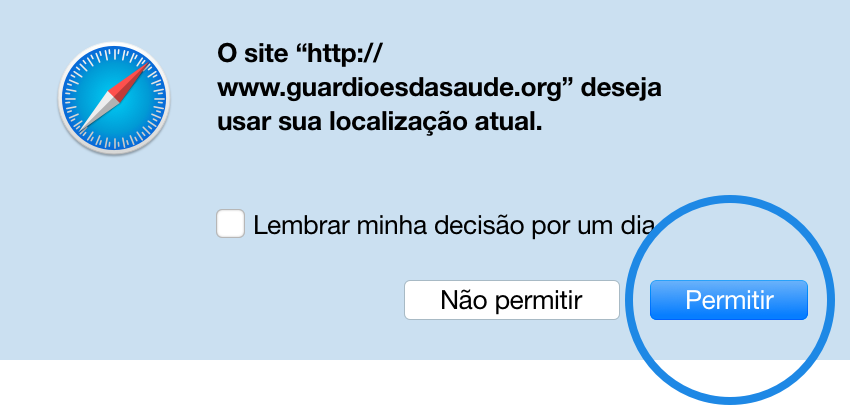 O site “http://
www.guardioesdasaude.org” deseja
usar sua localização atual.
Lembrar minha decisão por um dia
Não permitir
Permitir